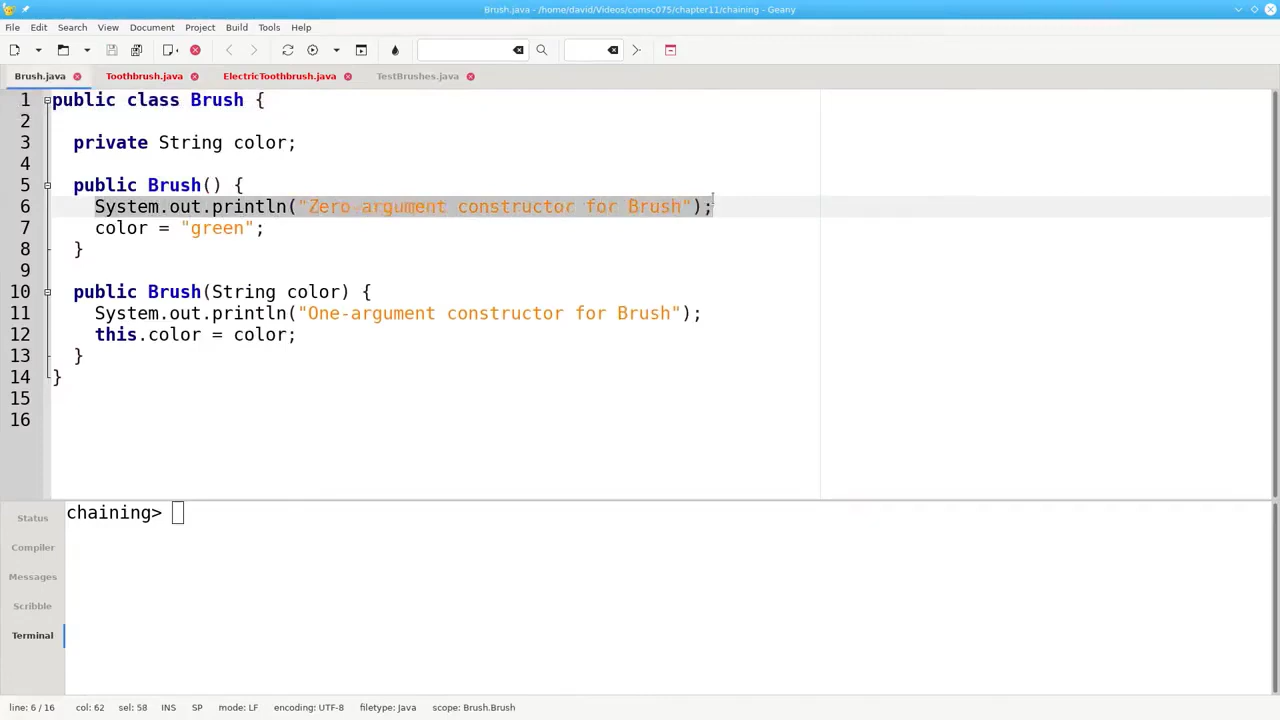 Brush.java - /home/david/Videos/comsc075/chapter11/chaining - Geany
File Edit Search View Document Project Build Tools Help
Brush.java Toothbrush.java ElectricToothbrush.java TestBrushes.java
1 public class Brush {
2
3 private String color;
4
5 public Brush() {
6 System.out.println("Zero-argument constructor for Brush");
7 color = "green";
8 }
9
10 public Brush(String color) {
11 System.out.println("One-argument constructor for Brush");
12 this.color = color;
13 }
14 }
15
16
chaining>
Status
Compiler
Messages
Scribble
Terminal
line: 6 / 16 col: 62 sel: 58 INS SP mode: LF encoding: UTF-8 filetype: Java scope: Brush.Brush